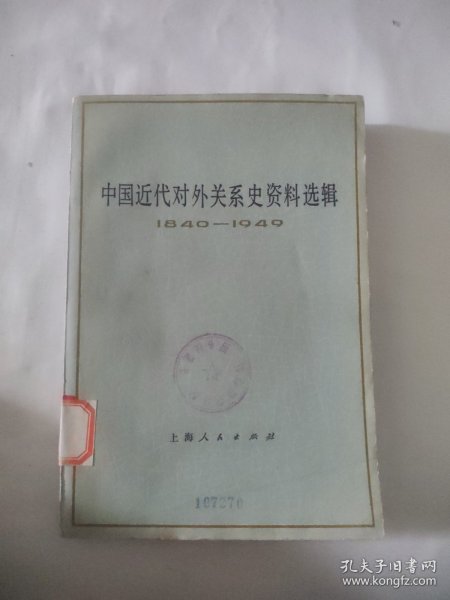 中国近代对外关系史资料选辑
1840—1949
上海人民出版社
107270
孔夫子旧书网
www.kongfz.com